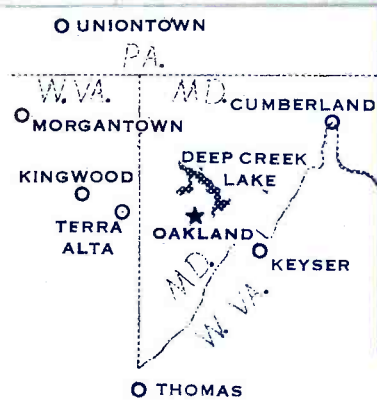 UNIONTOWN
PA.
W. VA.
MD.
CUMBERLAND
MORGANTOWN
DEEP CREEK
LAKE
KINGWOOD
TERRA
ALTA
OAKLAND
KEYSER
MD.
W. VA.
THOMAS